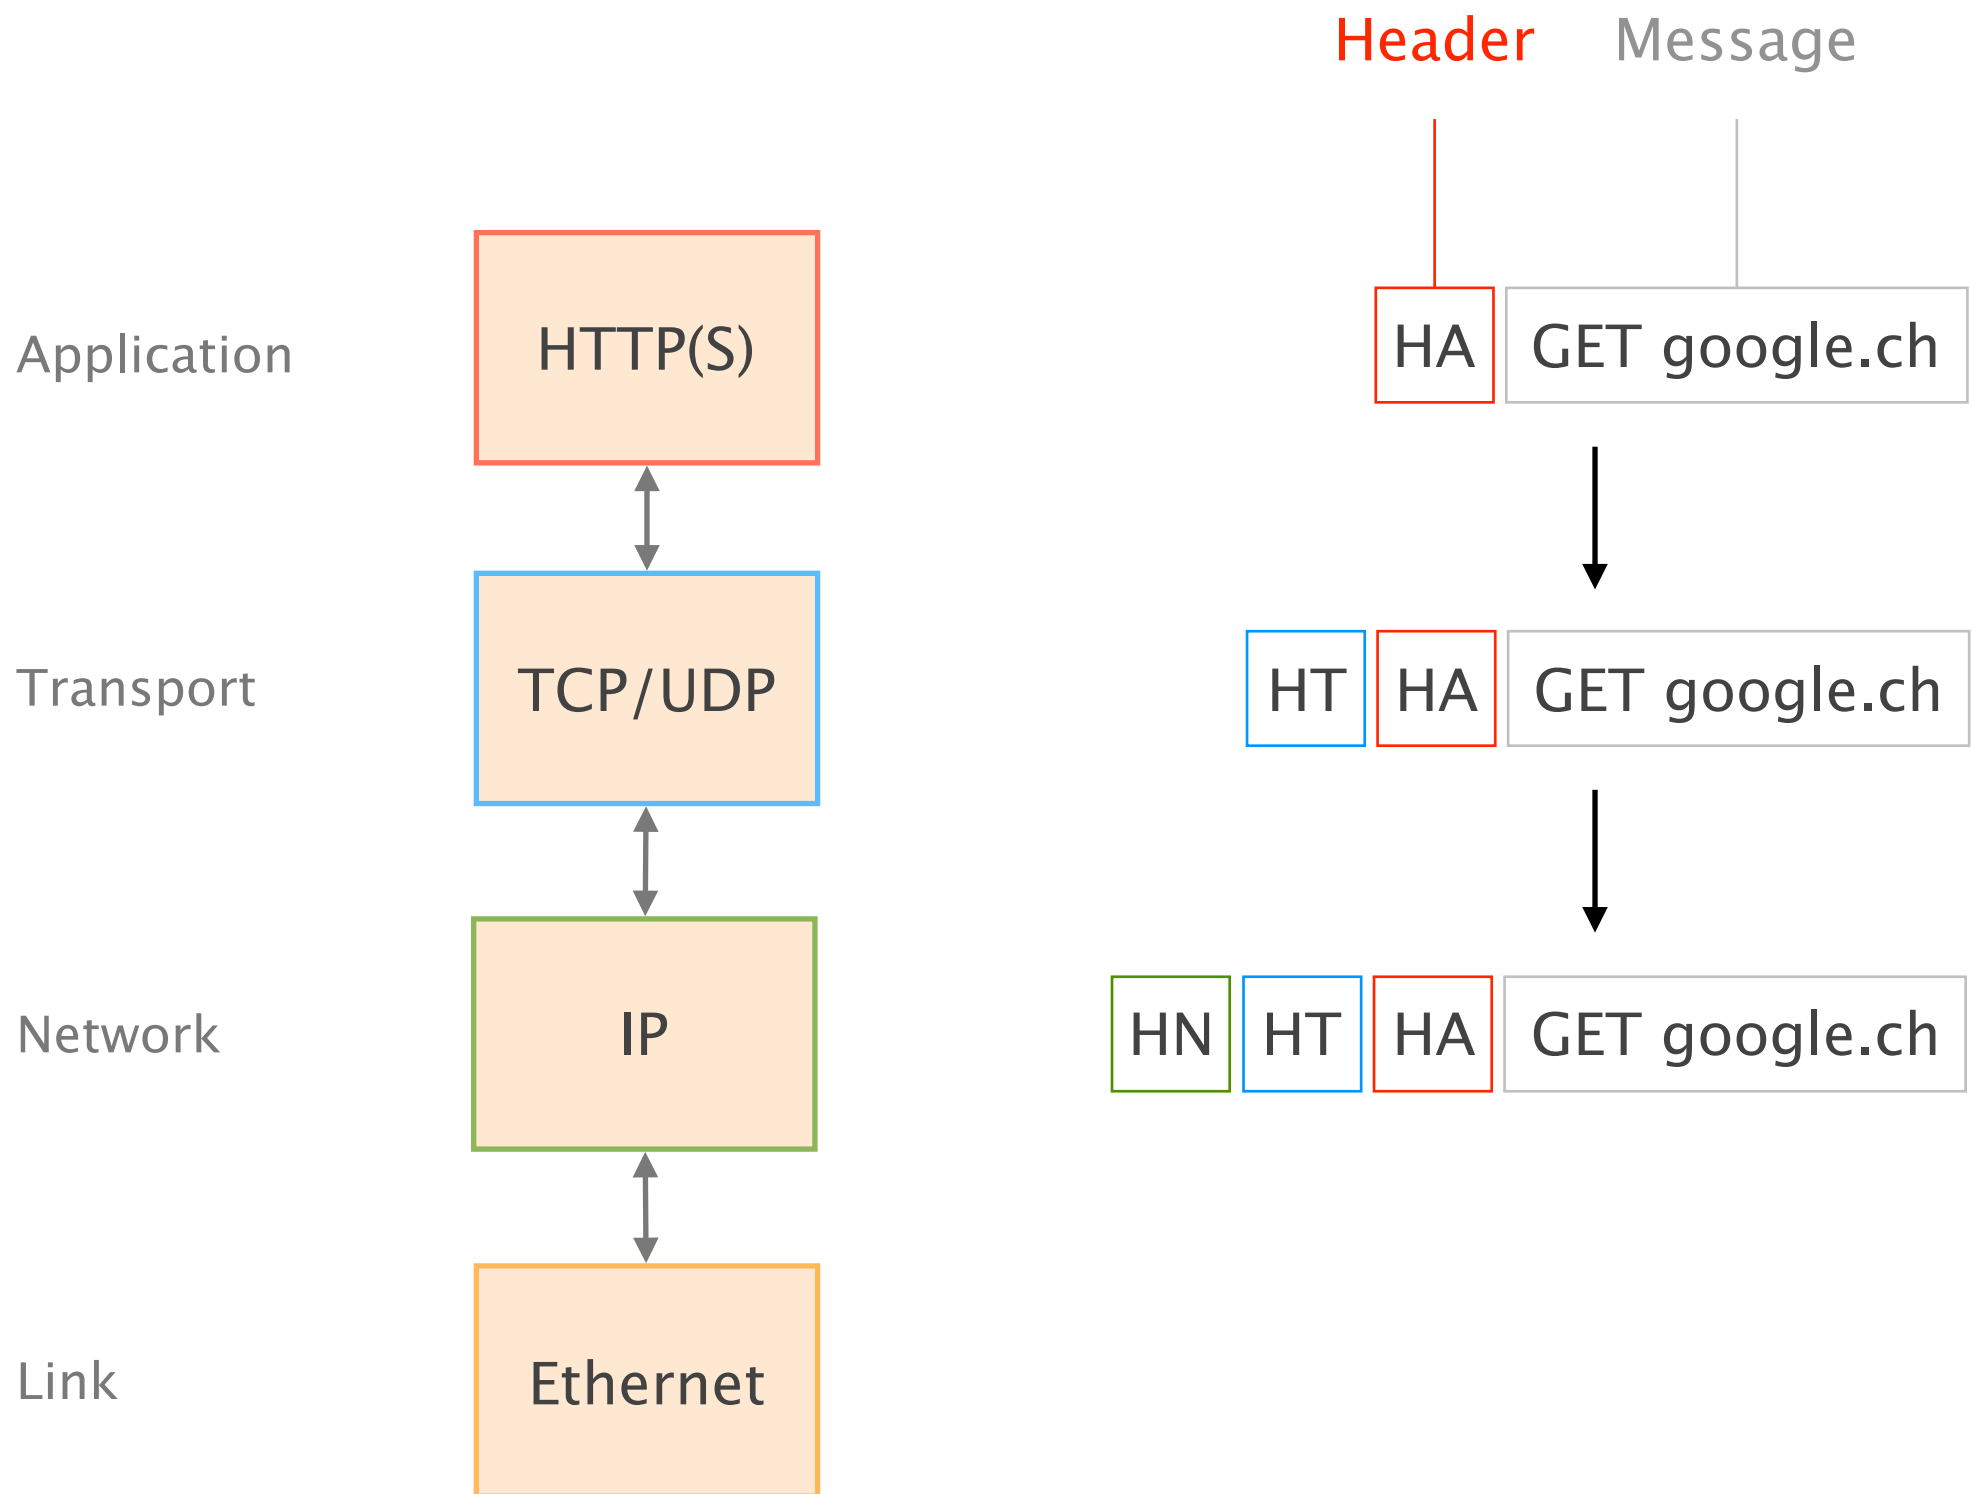 Header Message
Application HTTP(S) HA GET google.ch
Transport TCP/UDP HT HA GET google.ch
Network IP HN HT HA GET google.ch
Link Ethernet